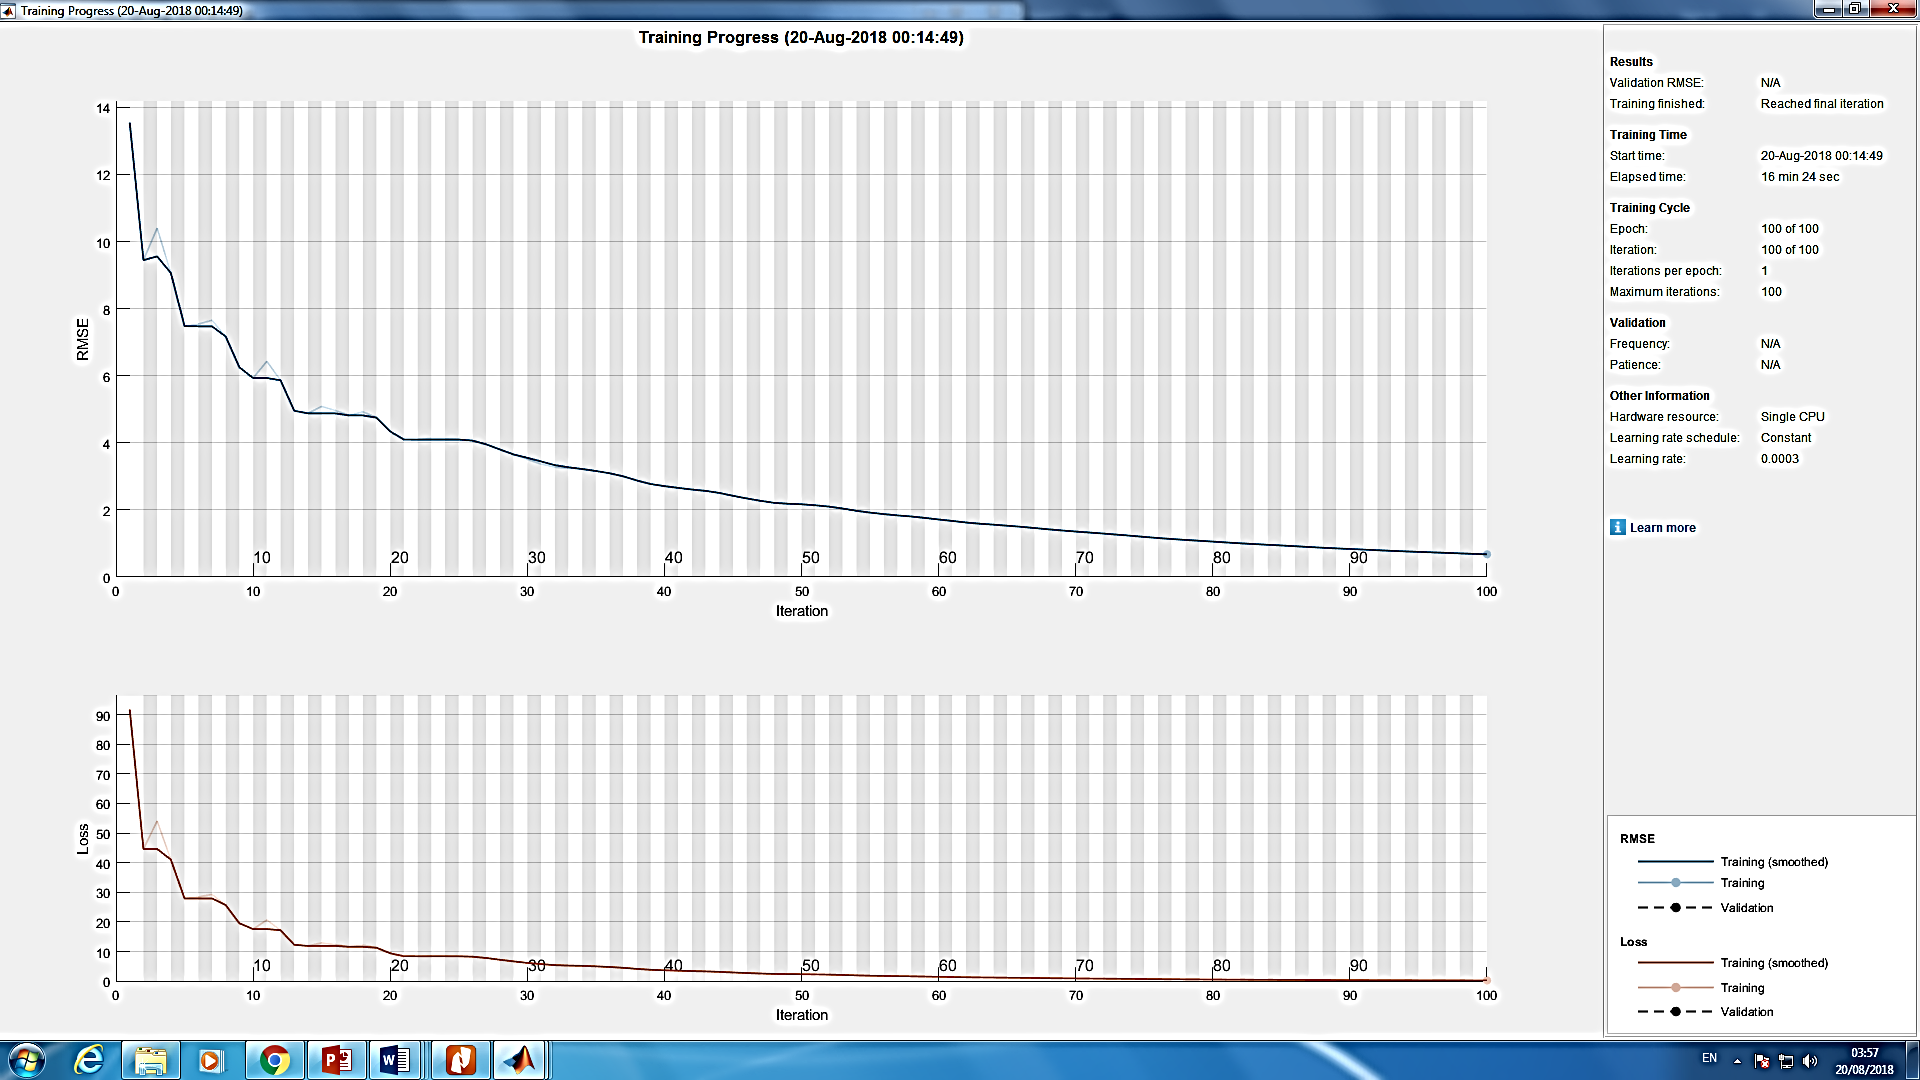 Training Progress (20-Aug-2018 00:14:49)
Training Progress (20-Aug-2018 00:14:49)
14
12
10
8
6
4
2
0
RMSE
10 20 30 40 50 60 70 80 90
0 10 20 30 40 50 60 70 80 90 100
Iteration
90
80
70
60
50
40
30
20
10
0
Loss
10 20 30 40 50 60 70 80 90
0 10 20 30 40 50 60 70 80 90 100
Iteration
Results
Validation RMSE: N/A
Training finished: Reached final iteration
Training Time
Start time: 20-Aug-2018 00:14:49
Elapsed time: 16 min 24 sec
Training Cycle
Epoch: 100 of 100
Iteration: 100 of 100
Iterations per epoch: 1
Maximum iterations: 100
Validation
Frequency: N/A
Patience: N/A
Other Information
Hardware resource: Single CPU
Learning rate schedule: Constant
Learning rate: 0.0003
i Learn more
RMSE
Training (smoothed)
Training
Validation
Loss
Training (smoothed)
Training
Validation
EN
03:57
20/08/2018